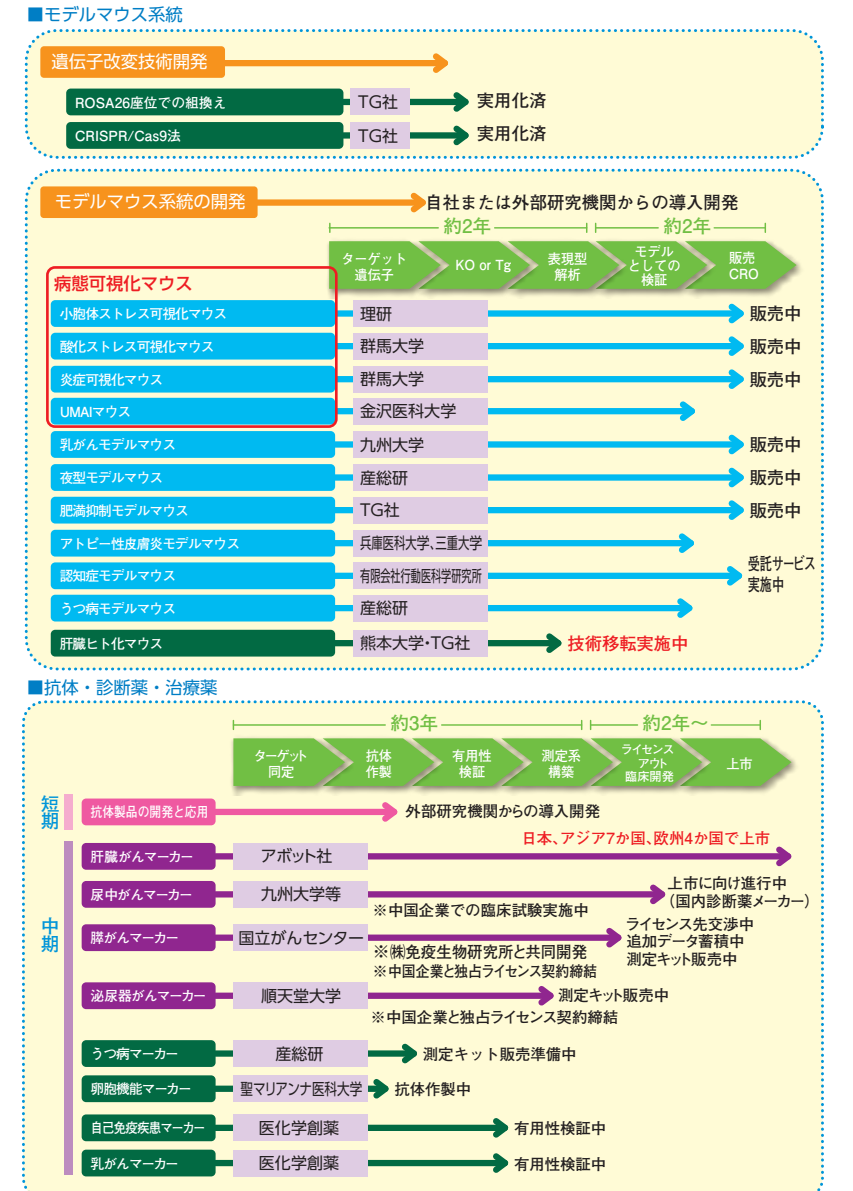 ■モデルマウス系統
遺伝子改変技術開発
ROSA26座位での組換え TG社 実用化済
CRISPR/Cas9法 TG社 実用化済
モデルマウス系統の開発 自社または外部研究機関からの導入開発
約2年 約2年
ターゲット
遺伝子
KO or Tg
表現型
解析
モデル
としての
検証
販売
CRO
病態可視化マウス
小胞体ストレス可視化マウス 理研 販売中
酸化ストレス可視化マウス 群馬大学 販売中
炎症可視化マウス 群馬大学 販売中
UMAIマウス 金沢医科大学
乳がんモデルマウス 九州大学 販売中
夜型モデルマウス 産総研 販売中
肥満抑制モデルマウス TG社 販売中
アトピー性皮膚炎モデルマウス 兵庫医科大学、三重大学
認知症モデルマウス 有限会社行動医科学研究所 受託サービス
実施中
うつ病モデルマウス 産総研
肝臓ヒト化マウス 熊本大学・TG社 技術移転実施中
■抗体・診断薬・治療薬
約3年 約2年～
ターゲット
同定
抗体
作製
有用性
検証
測定系
構築
ライセンス
アウト
臨床開発
上市
短期
抗体製品の開発と応用 外部研究機関からの導入開発
中期
日本、アジア7か国、欧州4か国で上市
肝臓がんマーカー アボット社
尿中がんマーカー 九州大学等 上市に向け進行中
（国内診断薬メーカー）
※中国企業での臨床試験実施中
膵がんマーカー 国立がんセンター ライセンス先交渉中
追加データ蓄積中
測定キット販売中
※㈱免疫生物研究所と共同開発
※中国企業と独占ライセンス契約締結
泌尿器がんマーカー 順天堂大学 測定キット販売中
※中国企業と独占ライセンス契約締結
うつ病マーカー 産総研 測定キット販売準備中
卵胞機能マーカー 聖マリアンナ医科大学 抗体作製中
自己免疫疾患マーカー 医化学創薬 有用性検証中
乳がんマーカー 医化学創薬 有用性検証中